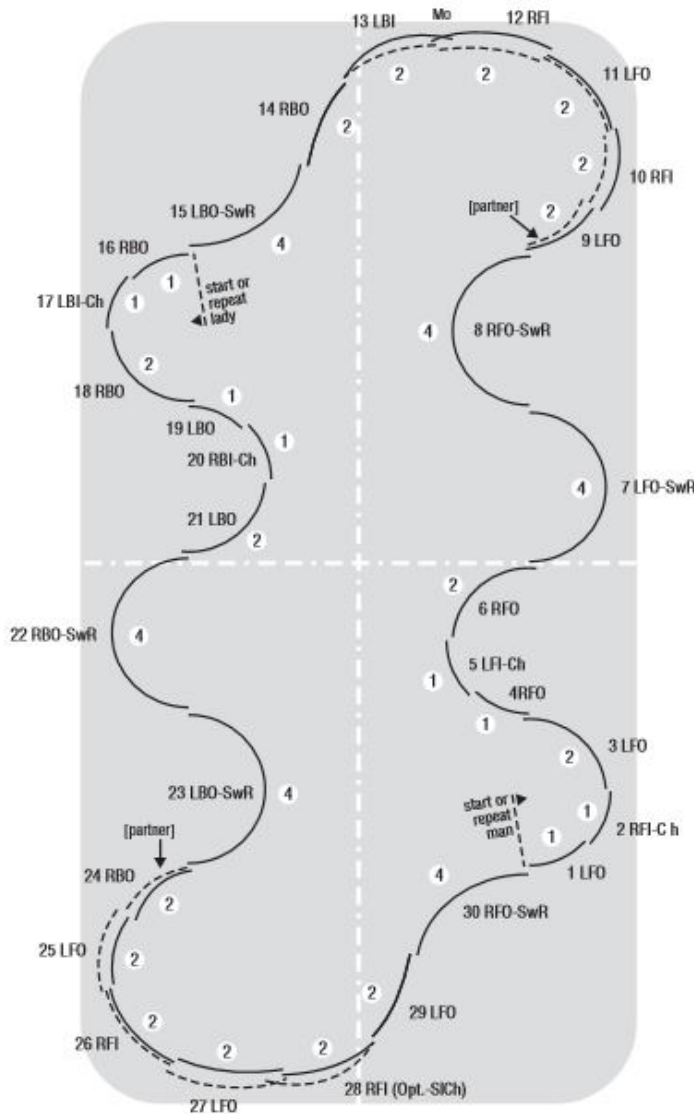 13 LBI
Mo
12 RFI
2
2
11 LFO
14 RBO
2
2
2
10 RFI
[partner]
2
9 LFO
15 LBO-SwR
4
16 RBO
1
start or
repeat
lady
17 LBI-Ch
1
4
8 RFO-SwR
2
18 RBO
1
19 LBO
1
20 RBI-Ch
4
7 LFO-SwR
21 LBO
2
2
6 RFO
22 RBO-SwR
4
5 LFI-Ch
1
4RFO
1
3 LFO
2
23 LBO-SwR
4
start or
repeat
man
1
1
2 RFI-C h
[partner]
1 LFO
24 RBO
4
2
30 RFO-SwR
25 LFO
2
2
29 LFO
26 RFI
2
2
2
28 RFI (Opt.-SlCh)
27 LFO